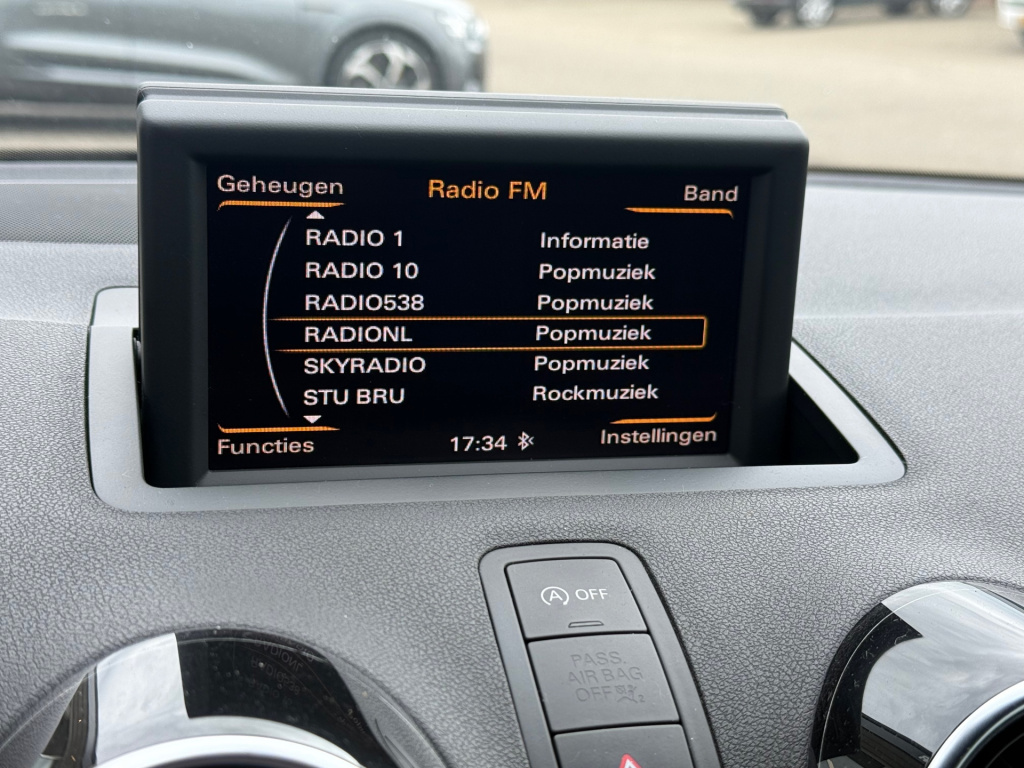 Geheugen Radio FM Band
RADIO 1 Informatie
RADIO 10 Popmuziek
RADIO538 Popmuziek
RADIONL Popmuziek
SKYRADIO Popmuziek
STU BRU Rockmuziek
Functies 17:34 Instellingen
A OFF
PASS.
AIR BAG
OFF 2